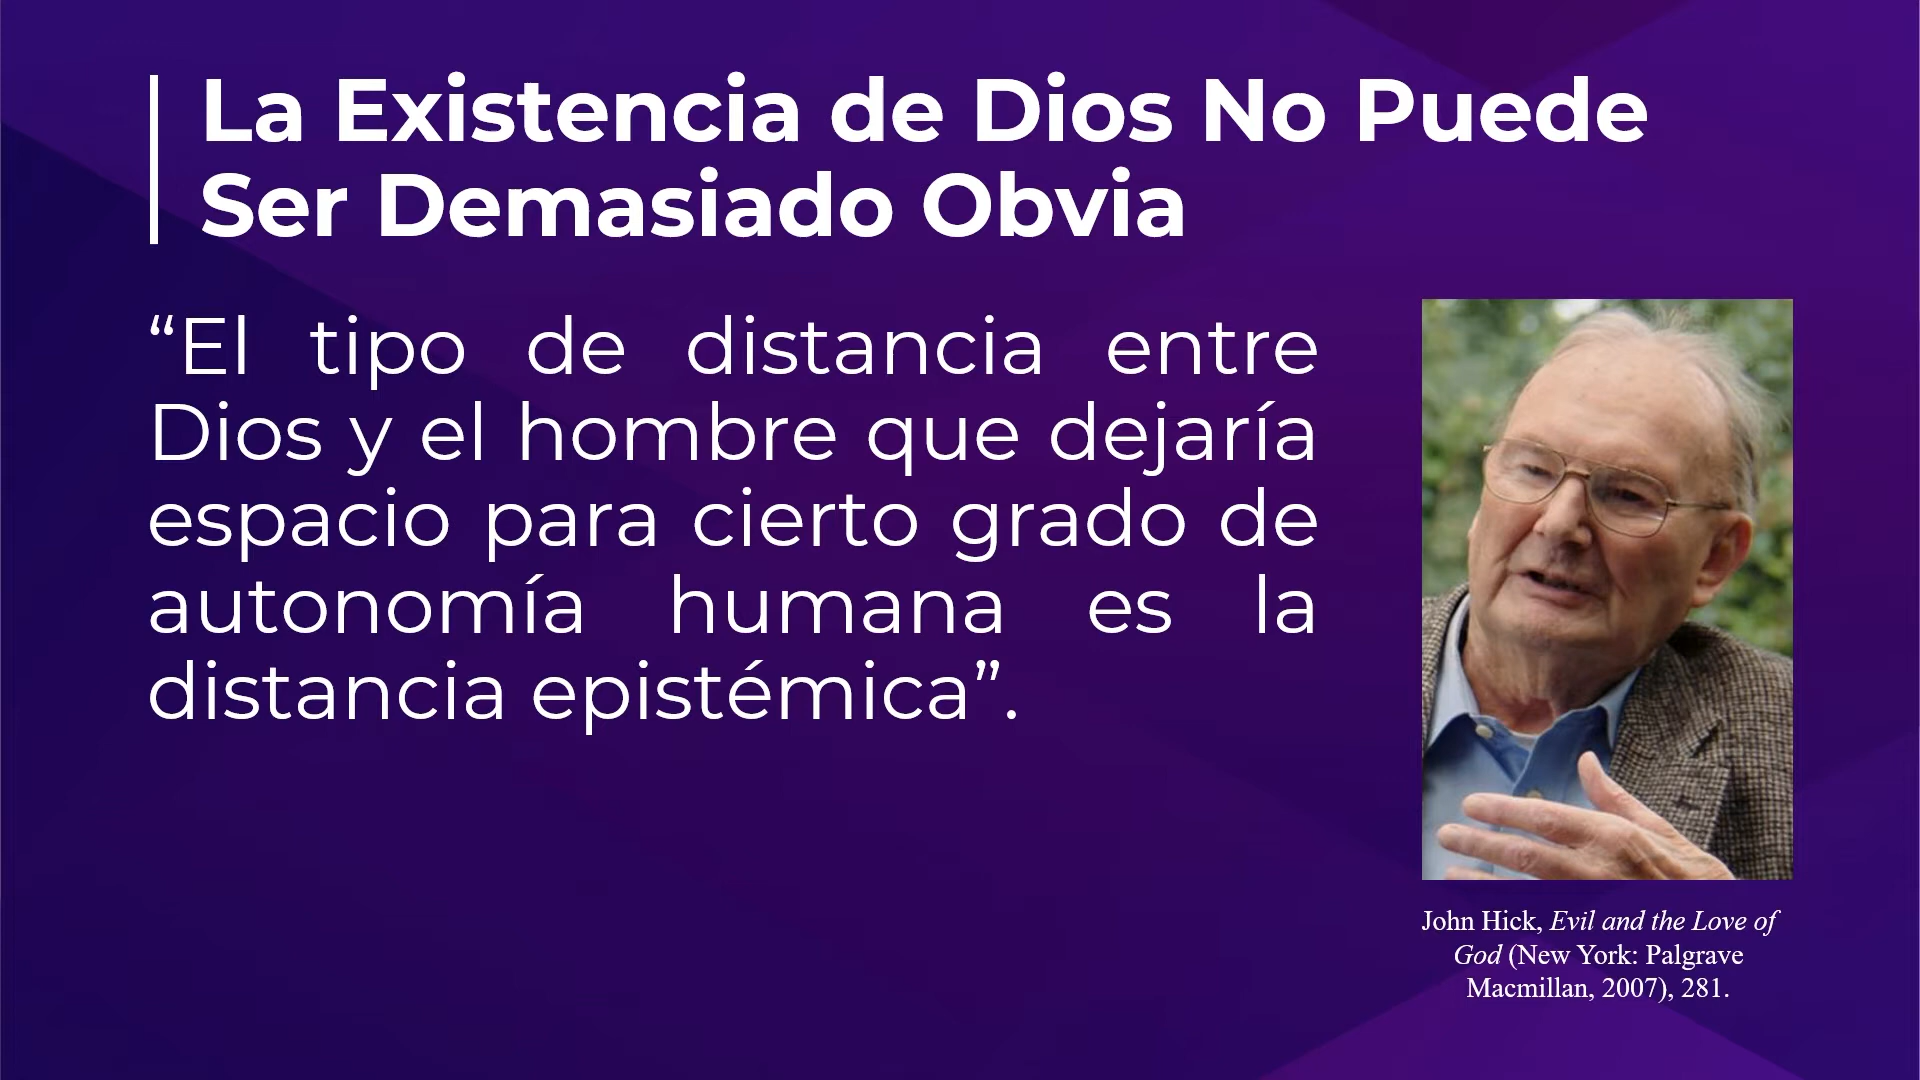 La Existencia de Dios No Puede
Ser Demasiado Obvia
“El tipo de distancia entre
Dios y el hombre que dejaría
espacio para cierto grado de
autonomía humana es la
distancia epistémica”.
John Hick, Evil and the Love of
God (New York: Palgrave
Macmillan, 2007), 281.